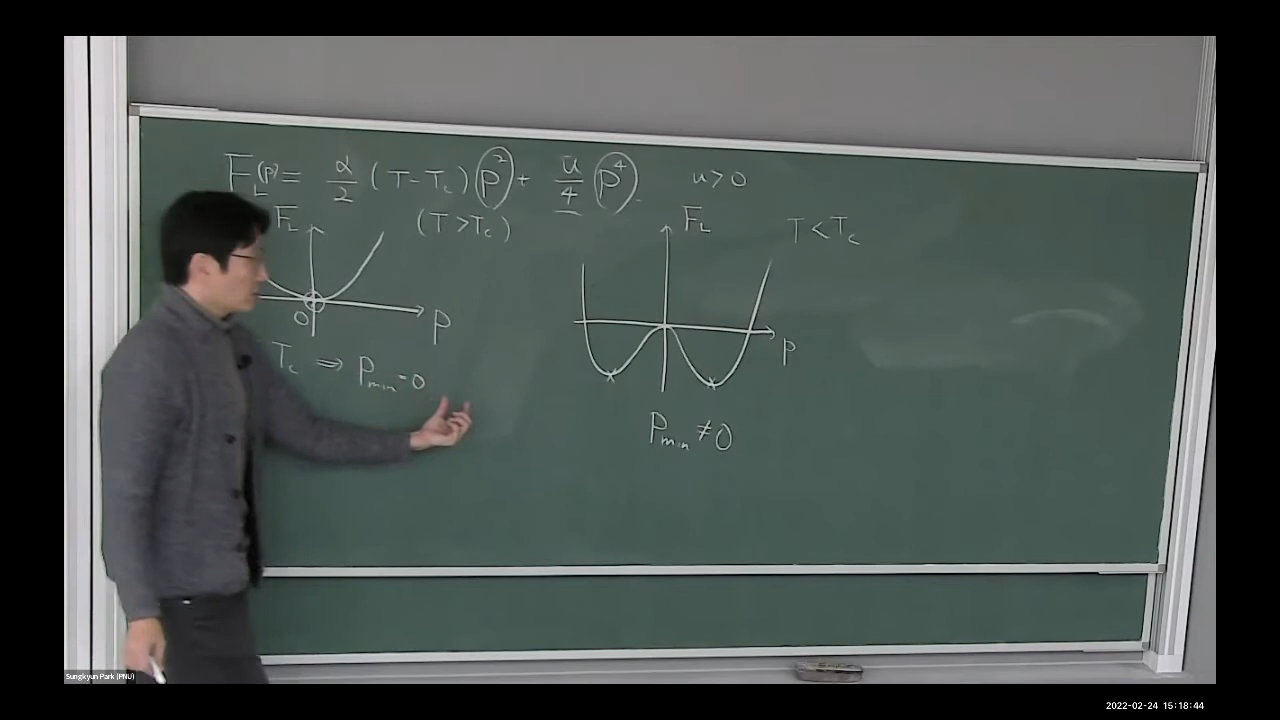 F_L(P) = α/2 (T-T_c) P² + u/4 P⁴ u>0
F_L (T>T_c) F_L T<T_c
0 P P
T_c ⇒ P_min=0
P_min≠0
Sungkyun Park (PNU)
2022-02-24 15:18:44